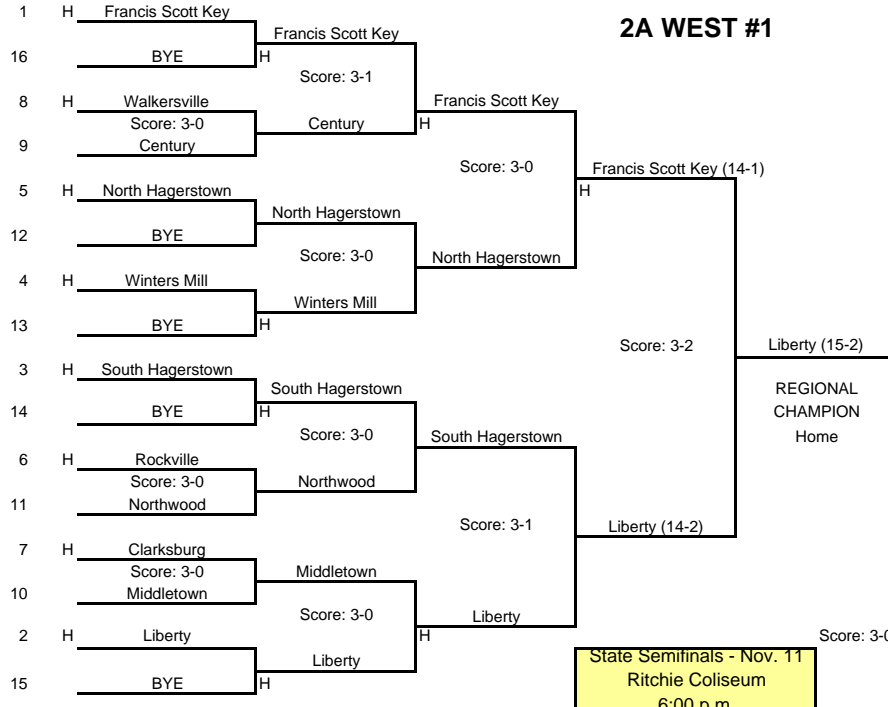 2A WEST #1
1 H Francis Scott Key
Francis Scott Key
16 BYE H
Score: 3-1
8 H Walkersville Francis Scott Key
Score: 3-0 Century H
9 Century
Score: 3-0 Francis Scott Key (14-1)
5 H North Hagerstown H
North Hagerstown
12 BYE
Score: 3-0 North Hagerstown
4 H Winters Mill
Winters Mill
13 BYE H
Score: 3-2 Liberty (15-2)
3 H South Hagerstown
South Hagerstown REGIONAL
14 BYE H CHAMPION
Score: 3-0 South Hagerstown Home
6 H Rockville
Score: 3-0 Northwood
11 Northwood
Score: 3-1 Liberty (14-2)
7 H Clarksburg
Score: 3-0 Middletown
10 Middletown
Score: 3-0 Liberty
2 H Liberty H Score: 3-0
Liberty State Semifinals - Nov. 11
15 BYE H Ritchie Coliseum
6:00 p.m.